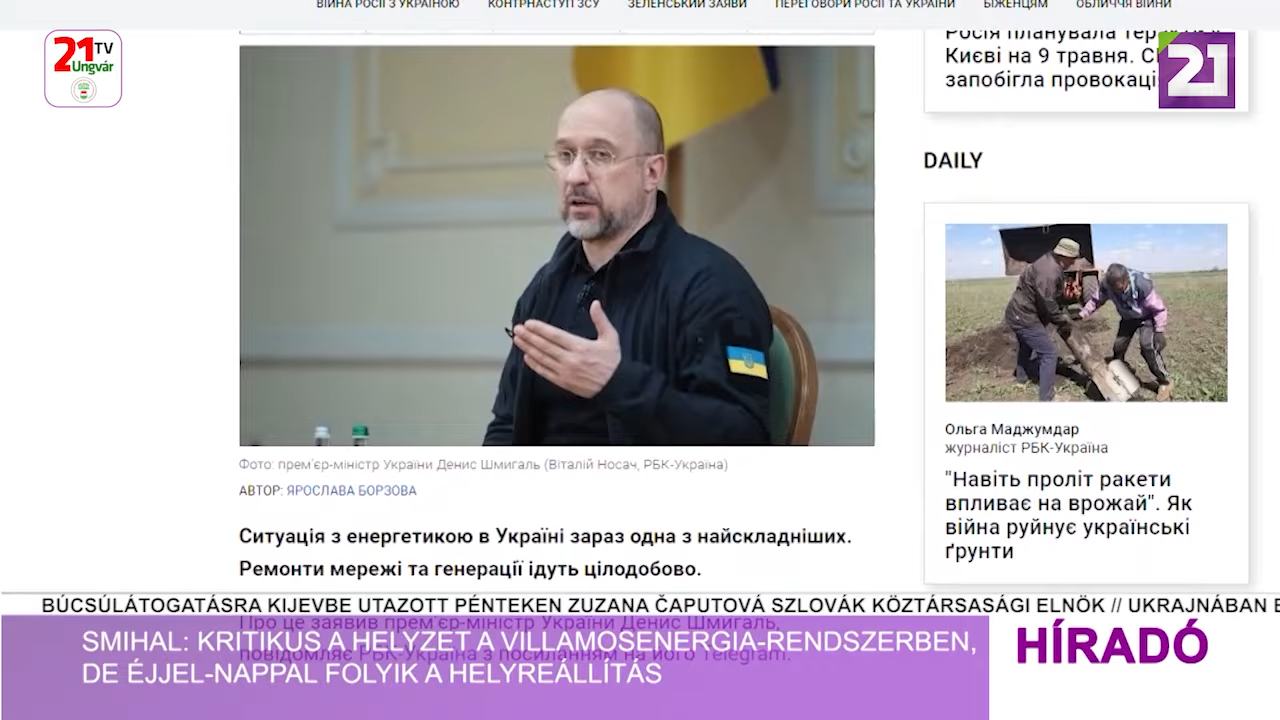 ВІЙНА РОСІЇ З УКРАЇНОЮ КОНТРНАСТУП ЗСУ ЗЕЛЕНСЬКИЙ ЗАЯВИ ПЕРЕГОВОРИ РОСІЇ ТА УКРАЇНИ БІЖЕНЦЯМ ОБЛИЧЧЯ ВІЙНИ
21 TV
Ungvár
21
Росія планувала
Києві на 9 травня.
запобігла
DAILY
Ольга Маджумдар
журналіст РБК-Україна
"Навіть проліт ракети
впливає на врожай". Як
війна руйнує українські
ґрунти
Фото: прем'єр-міністр України Денис Шмигаль (Віталій Носач, РБК-Україна)
АВТОР: ЯРОСЛАВА БОРЗОВА
Ситуація з енергетикою в Україні зараз одна з найскладніших.
Ремонти мережі та генерації ідуть цілодобово.
BÚCSÚLÁTOGATÁSRA KIJEVBE UTAZOTT PÉNTEKEN ZUZANA ČAPUTOVÁ SZLOVÁK KÖZTÁRSASÁGI ELNÖK // UKRAJNÁBAN
Про це заявив прем'єр-міністр України Денис Шмигаль,
повідомляє РБК-Україна з посиланням на його Telegram.
SMIHAL: KRITIKUS A HELYZET A VILLAMOSENERGIA-RENDSZERBEN,
DE ÉJJEL-NAPPAL FOLYIK A HELYREÁLLÍTÁS
HÍRADÓ